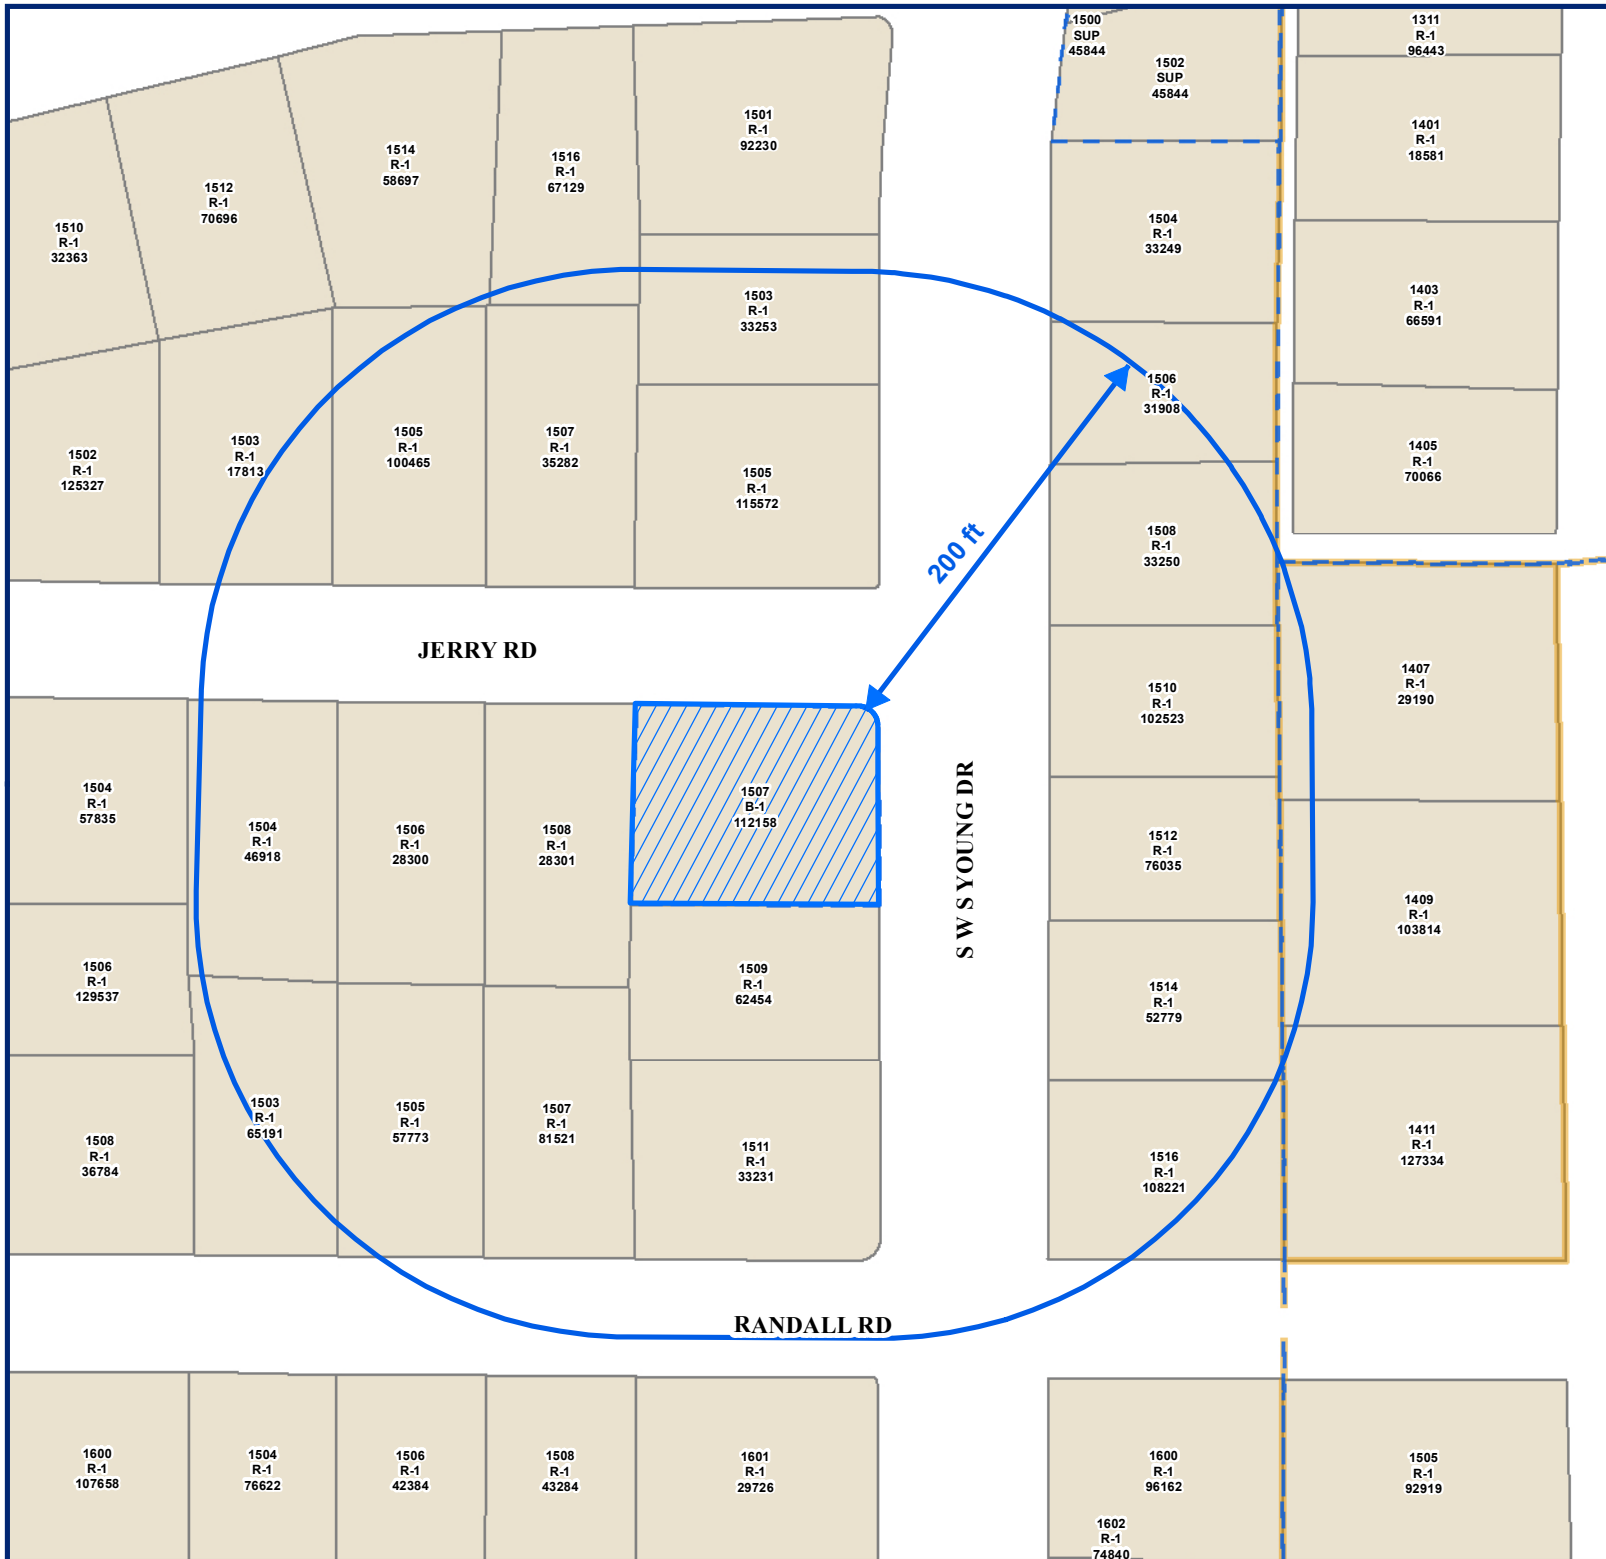 1500
SUP
45844
1502
SUP
45844
1311
R-1
96443
1501
R-1
92230
1401
R-1
18581
1514
R-1
58697
1516
R-1
67129
1512
R-1
70696
1510
R-1
32363
1504
R-1
33249
1503
R-1
33253
1403
R-1
66591
1506
R-1
31908
1502
R-1
125327
1503
R-1
17813
1505
R-1
100465
1507
R-1
35282
1505
R-1
115572
1405
R-1
70066
1508
R-1
33250
200 ft
JERRY RD
1510
R-1
102523
1407
R-1
29190
1504
R-1
57835
1504
R-1
46918
1506
R-1
28300
1508
R-1
28301
1507
B-1
112158
S W S YOUNG DR
1512
R-1
76035
1409
R-1
103814
1506
R-1
129537
1509
R-1
62454
1514
R-1
52779
1508
R-1
36784
1503
R-1
65191
1505
R-1
57773
1507
R-1
81521
1511
R-1
33231
1516
R-1
108221
1411
R-1
127334
RANDALL RD
1600
R-1
107658
1504
R-1
76622
1506
R-1
42384
1508
R-1
43284
1601
R-1
29726
1600
R-1
96162
1505
R-1
92919
1602
R-1
74840